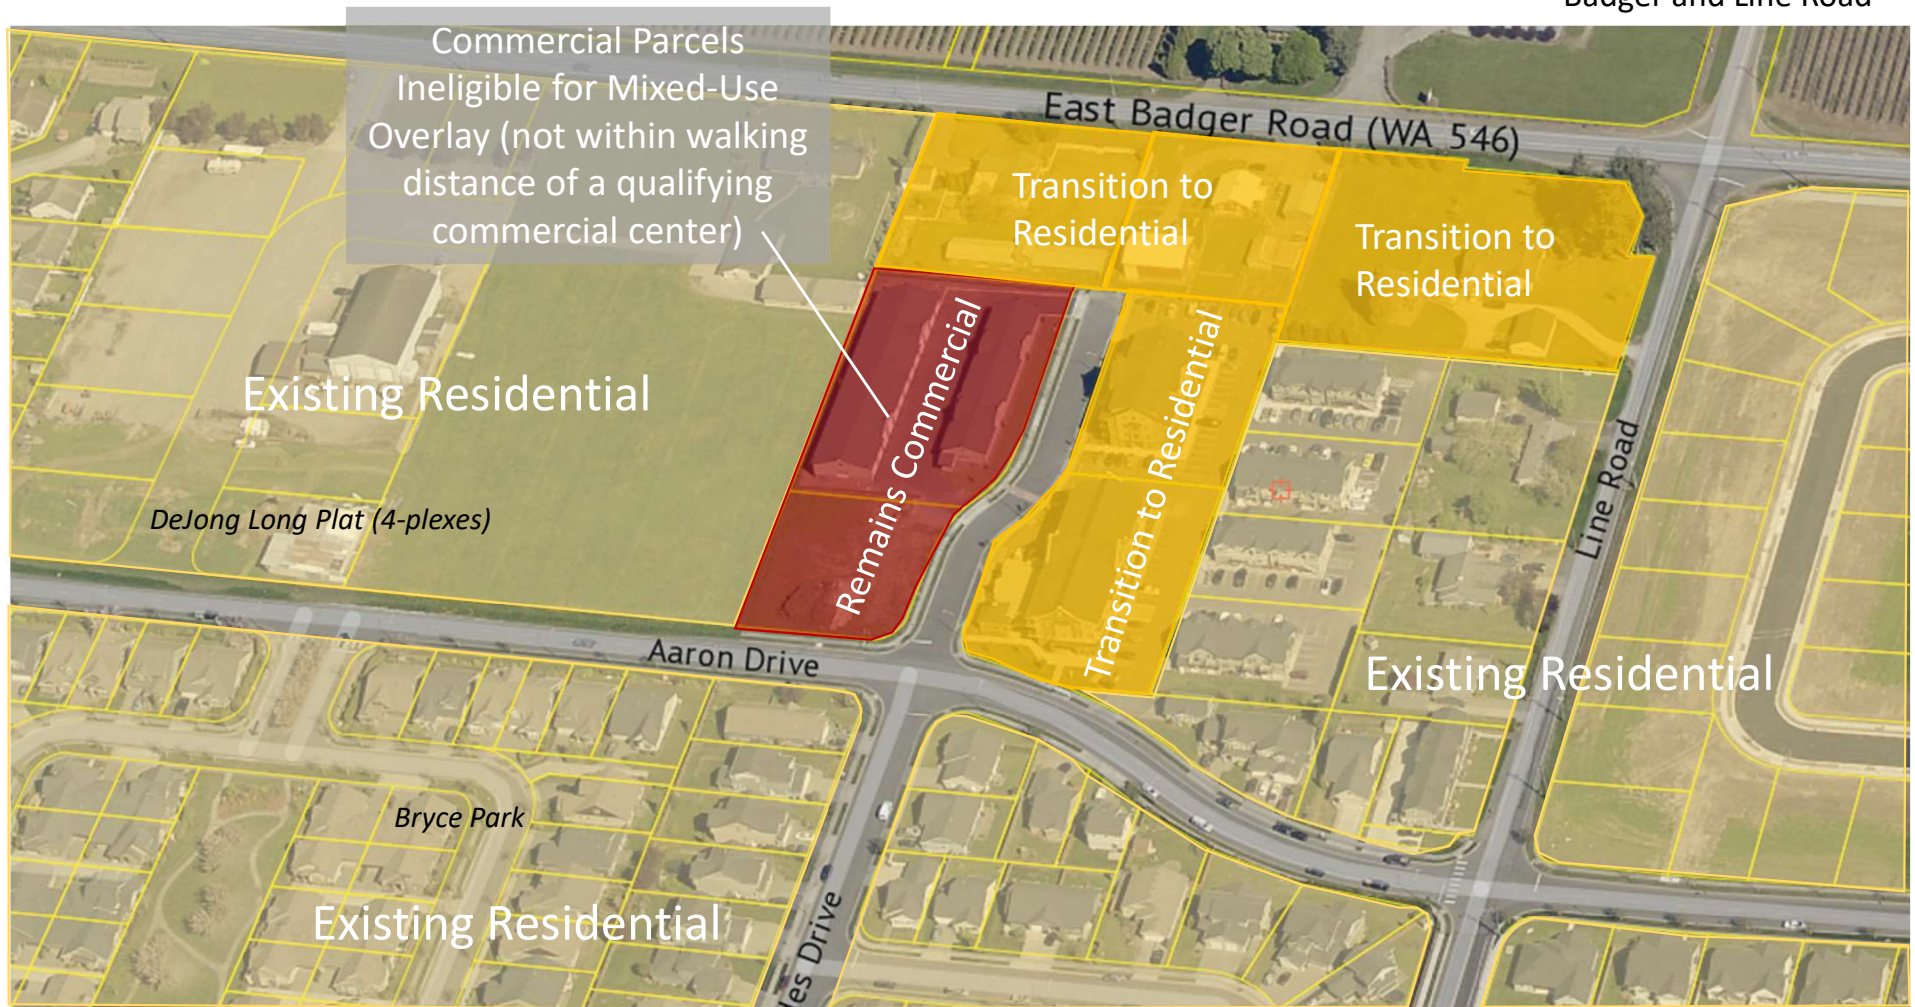 Badger and Line Road
Commercial Parcels
Ineligible for Mixed-Use
Overlay (not within walking
distance of a qualifying
commercial center)
East Badger Road (WA 546)
Transition to
Residential
Transition to
Residential
Existing Residential
Remains Commercial
Transition to Residential
Line Road
DeJong Long Plat (4-plexes)
Aaron Drive
Existing Residential
Bryce Park
Existing Residential
Drive